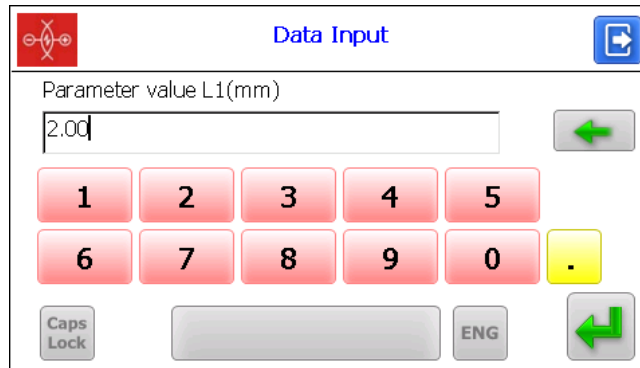 Data Input
Parameter value L1(mm)
2.00
1 2 3 4 5
6 7 8 9 0 .
Caps
Lock
ENG